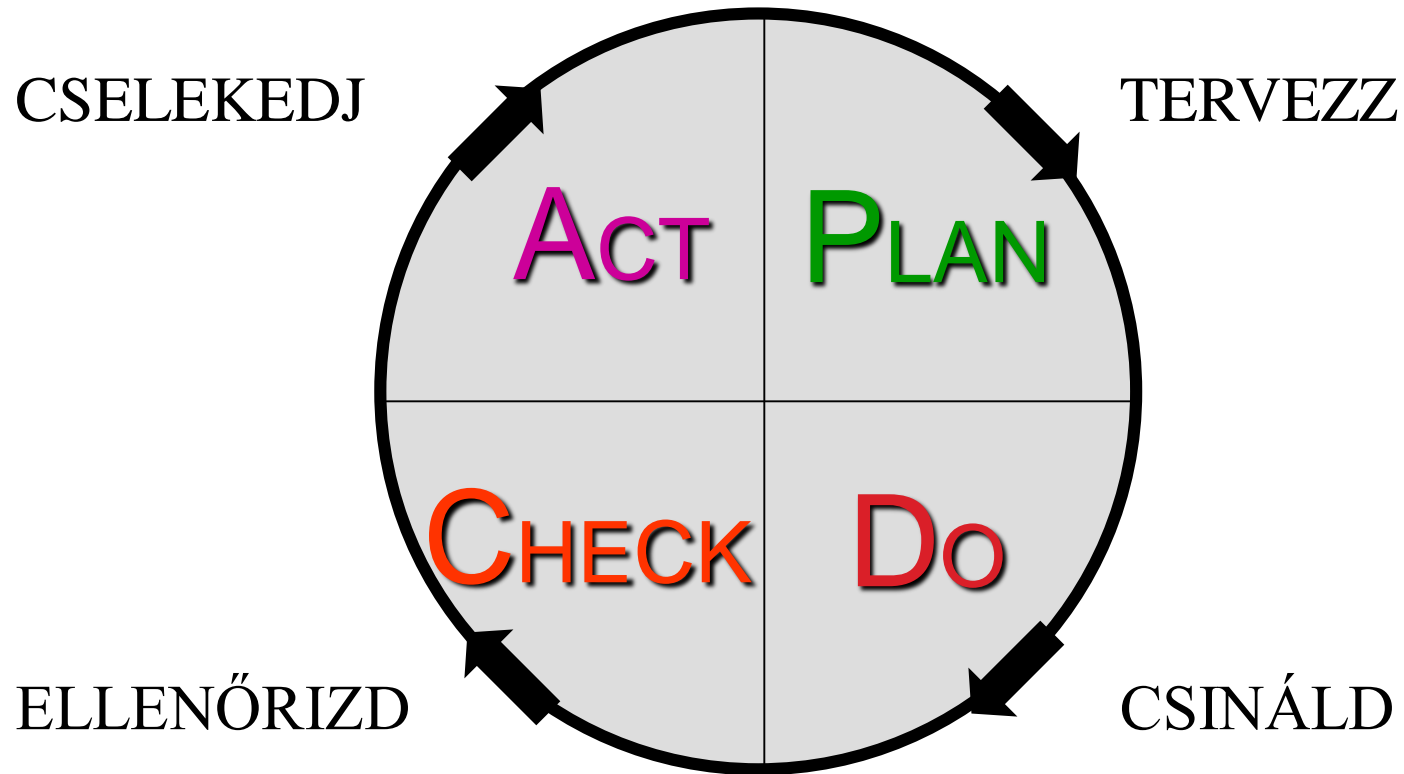 CSELEKEDJ
TERVEZZ
ACT
PLAN
CHECK
DO
ELLENŐRIZD
CSINÁLD